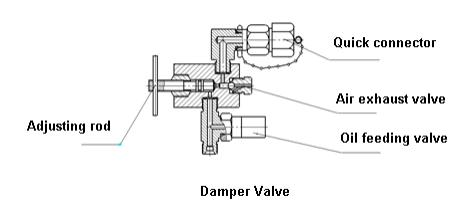 Quick connector
Air exhaust valve
Adjusting rod
Oil feeding valve
Damper Valve